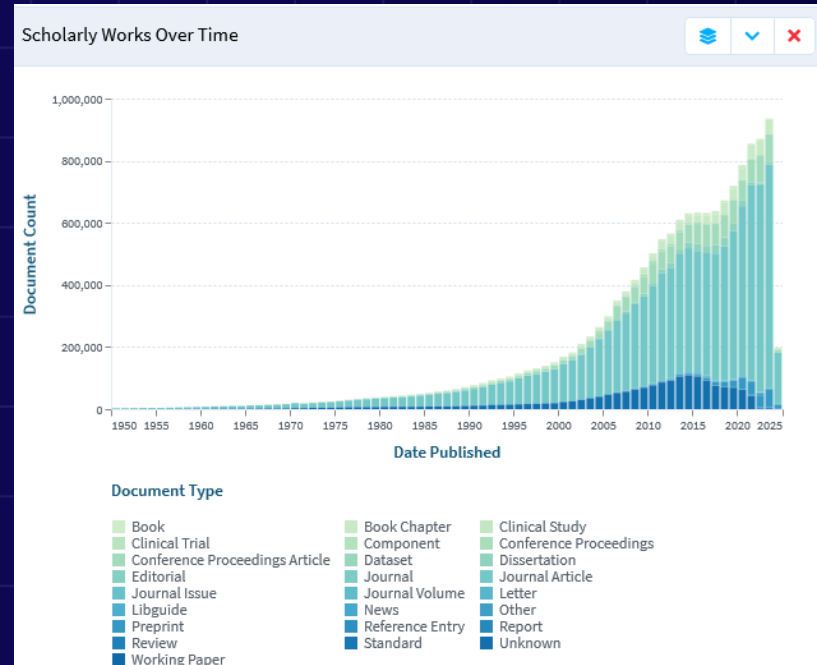 Scholarly Works Over Time
1,000,000
800,000
600,000
400,000
200,000
0
Document Count
1950 1955 1960 1965 1970 1975 1980 1985 1990 1995 2000 2005 2010 2015 2020 2025
Date Published
Document Type
Book Book Chapter Clinical Study
Clinical Trial Component Conference Proceedings
Conference Proceedings Article Dataset Dissertation
Editorial Journal Journal Article
Journal Issue Journal Volume Letter
Libguide News Other
Preprint Reference Entry Report
Review Standard Unknown
Working Paper